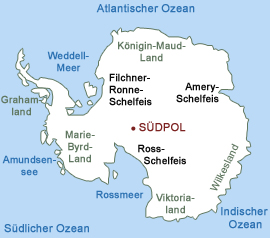 Atlantischer Ozean
Königin-Maud-
Land
Weddell-
Meer
Filchner-
Ronne-
Schelfeis
Amery-
Schelfeis
Graham-
land
SÜDPOL
Marie-
Byrd-
Land
Ross-
Schelfeis
Amundsen-
see
Wilkesland
Rossmeer
Viktoria-
land
Indischer
Ozean
Südlicher Ozean